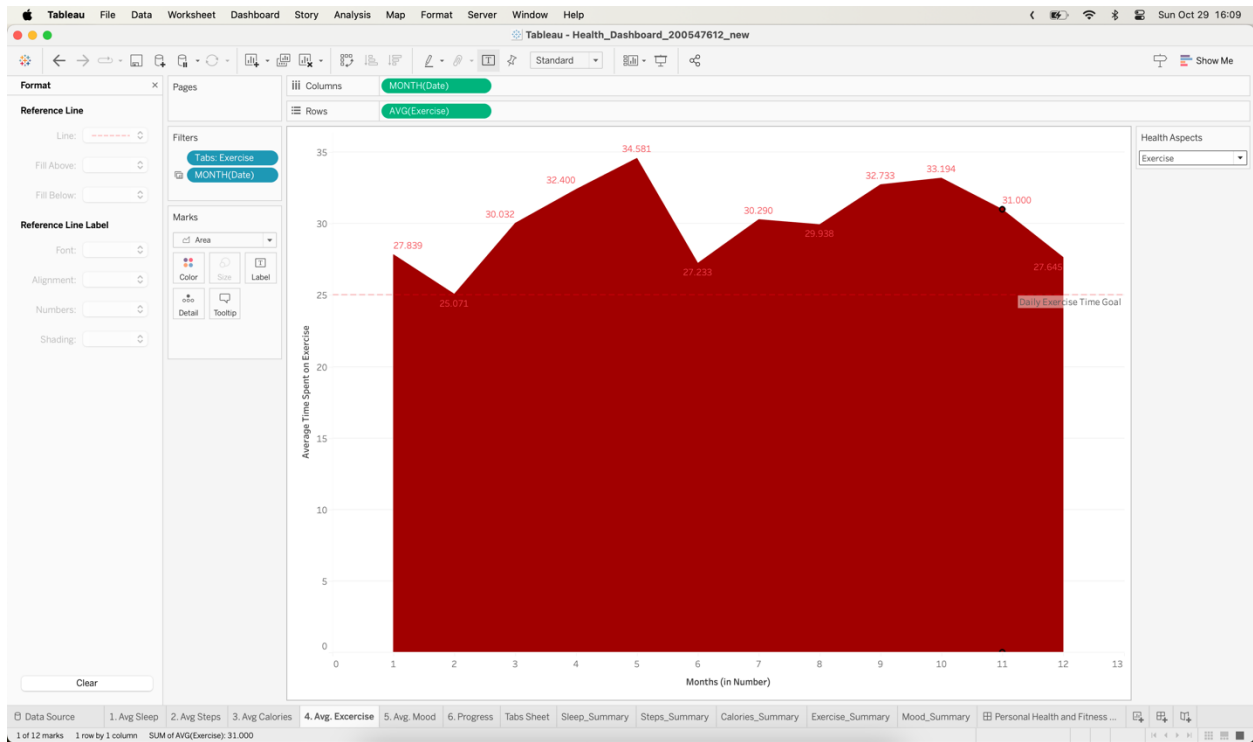 Tableau File Data Worksheet Dashboard Story Analysis Map Format Server Window Help
Sun Oct 29 16:09
Tableau - Health_Dashboard_200547612_new
Standard
Show Me
Format
Reference Line
Line:
Fill Above:
Fill Below:
Reference Line Label
Font:
Alignment:
Numbers:
Shading:
Clear
Pages
Filters
Tabs: Exercise
MONTH(Date)
Marks
Area
Color Size Label
Detail Tooltip
Columns MONTH(Date)
Rows AVG(Exercise)
Average Time Spent on Exercise
35
30
25
20
15
10
5
0
27.839
25.071
30.032
32.400
34.581
27.233
30.290
29.938
32.733
33.194
31.000
27.645
Daily Exercise Time Goal
0 1 2 3 4 5 6 7 8 9 10 11 12 13
Months (in Number)
Health Aspects
Exercise
Data Source 1. Avg Sleep 2. Avg Steps 3. Avg Calories 4. Avg. Excercise 5. Avg. Mood 6. Progress Tabs Sheet Sleep_Summary Steps_Summary Calories_Summary Exercise_Summary Mood_Summary Personal Health and Fitness ...
1 of 12 marks 1 row by 1 column SUM of AVG(Exercise): 31.000